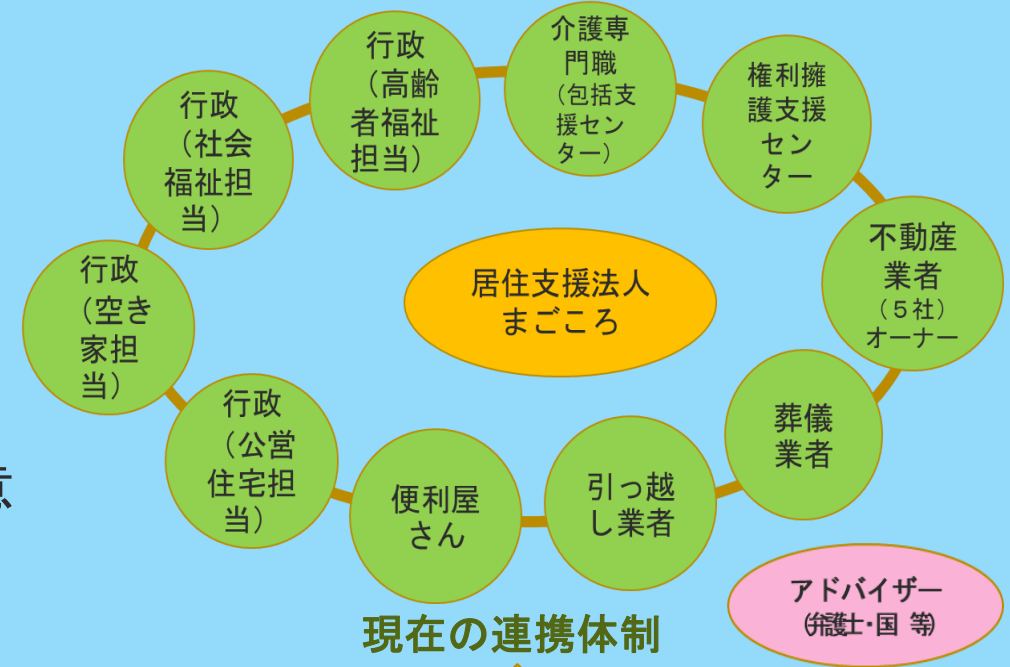 介護専
門職
（包括支
援セン
ター）
行政
（高齢
者福祉
担当）
権利擁
護支援
セン
ター
行政
（社会
福祉担
当）
不動産
業者
（５社）
オーナー
行政
（空き
家担
当）
居住支援法人
まごころ
葬儀
業者
行政
（公営
住宅担
当）
引っ越
し業者
便利屋
さん
アドバイザー
（弁護士・国 等）
現在の連携体制